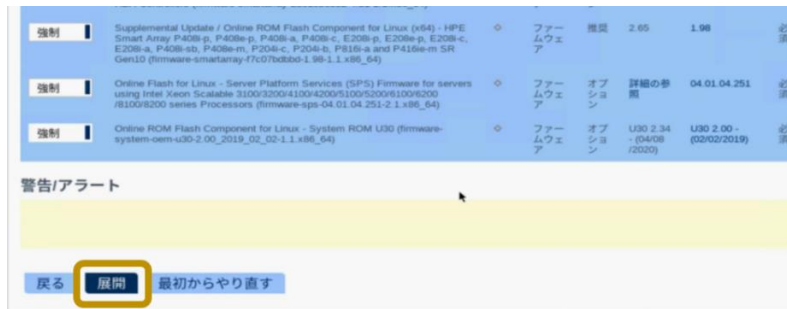 強制
Supplemental Update / Online ROM Flash Component for Linux (x64) - HPE
Smart Array P408i-p, P408e-p, P408i-a, P408i-c, E208i-p, E208e-p, E208i-c,
E208i-a, P408i-sb, P408e-m, P204i-c, P204i-b, P816i-a and P416ie-m SR
Gen10 (firmware-smartarray-f7c07bdbbd-1.98-1.1.x86_64)
ファー
ムウェ
ア
推奨
2.65
1.98
強制
Online Flash for Linux - Server Platform Services (SPS) Firmware for servers
using Intel Xeon Scalable 3100/3200/4100/4200/5100/5200/6100/6200
/8100/8200 series Processors (firmware-sps-04.01.04.251-2.1.x86_64)
ファー
ムウェ
ア
オプ
ショ
ン
詳細の参
照
04.01.04.251
強制
Online ROM Flash Component for Linux - System ROM U30 (firmware-
system-oem-u30-2.00_2019_02_02-1.1.x86_64)
ファー
ムウェ
ア
オプ
ショ
ン
U30 2.34
- (04/08
/2020)
U30 2.00 -
(02/02/2019)
警告/アラート
戻る
展開
最初からやり直す